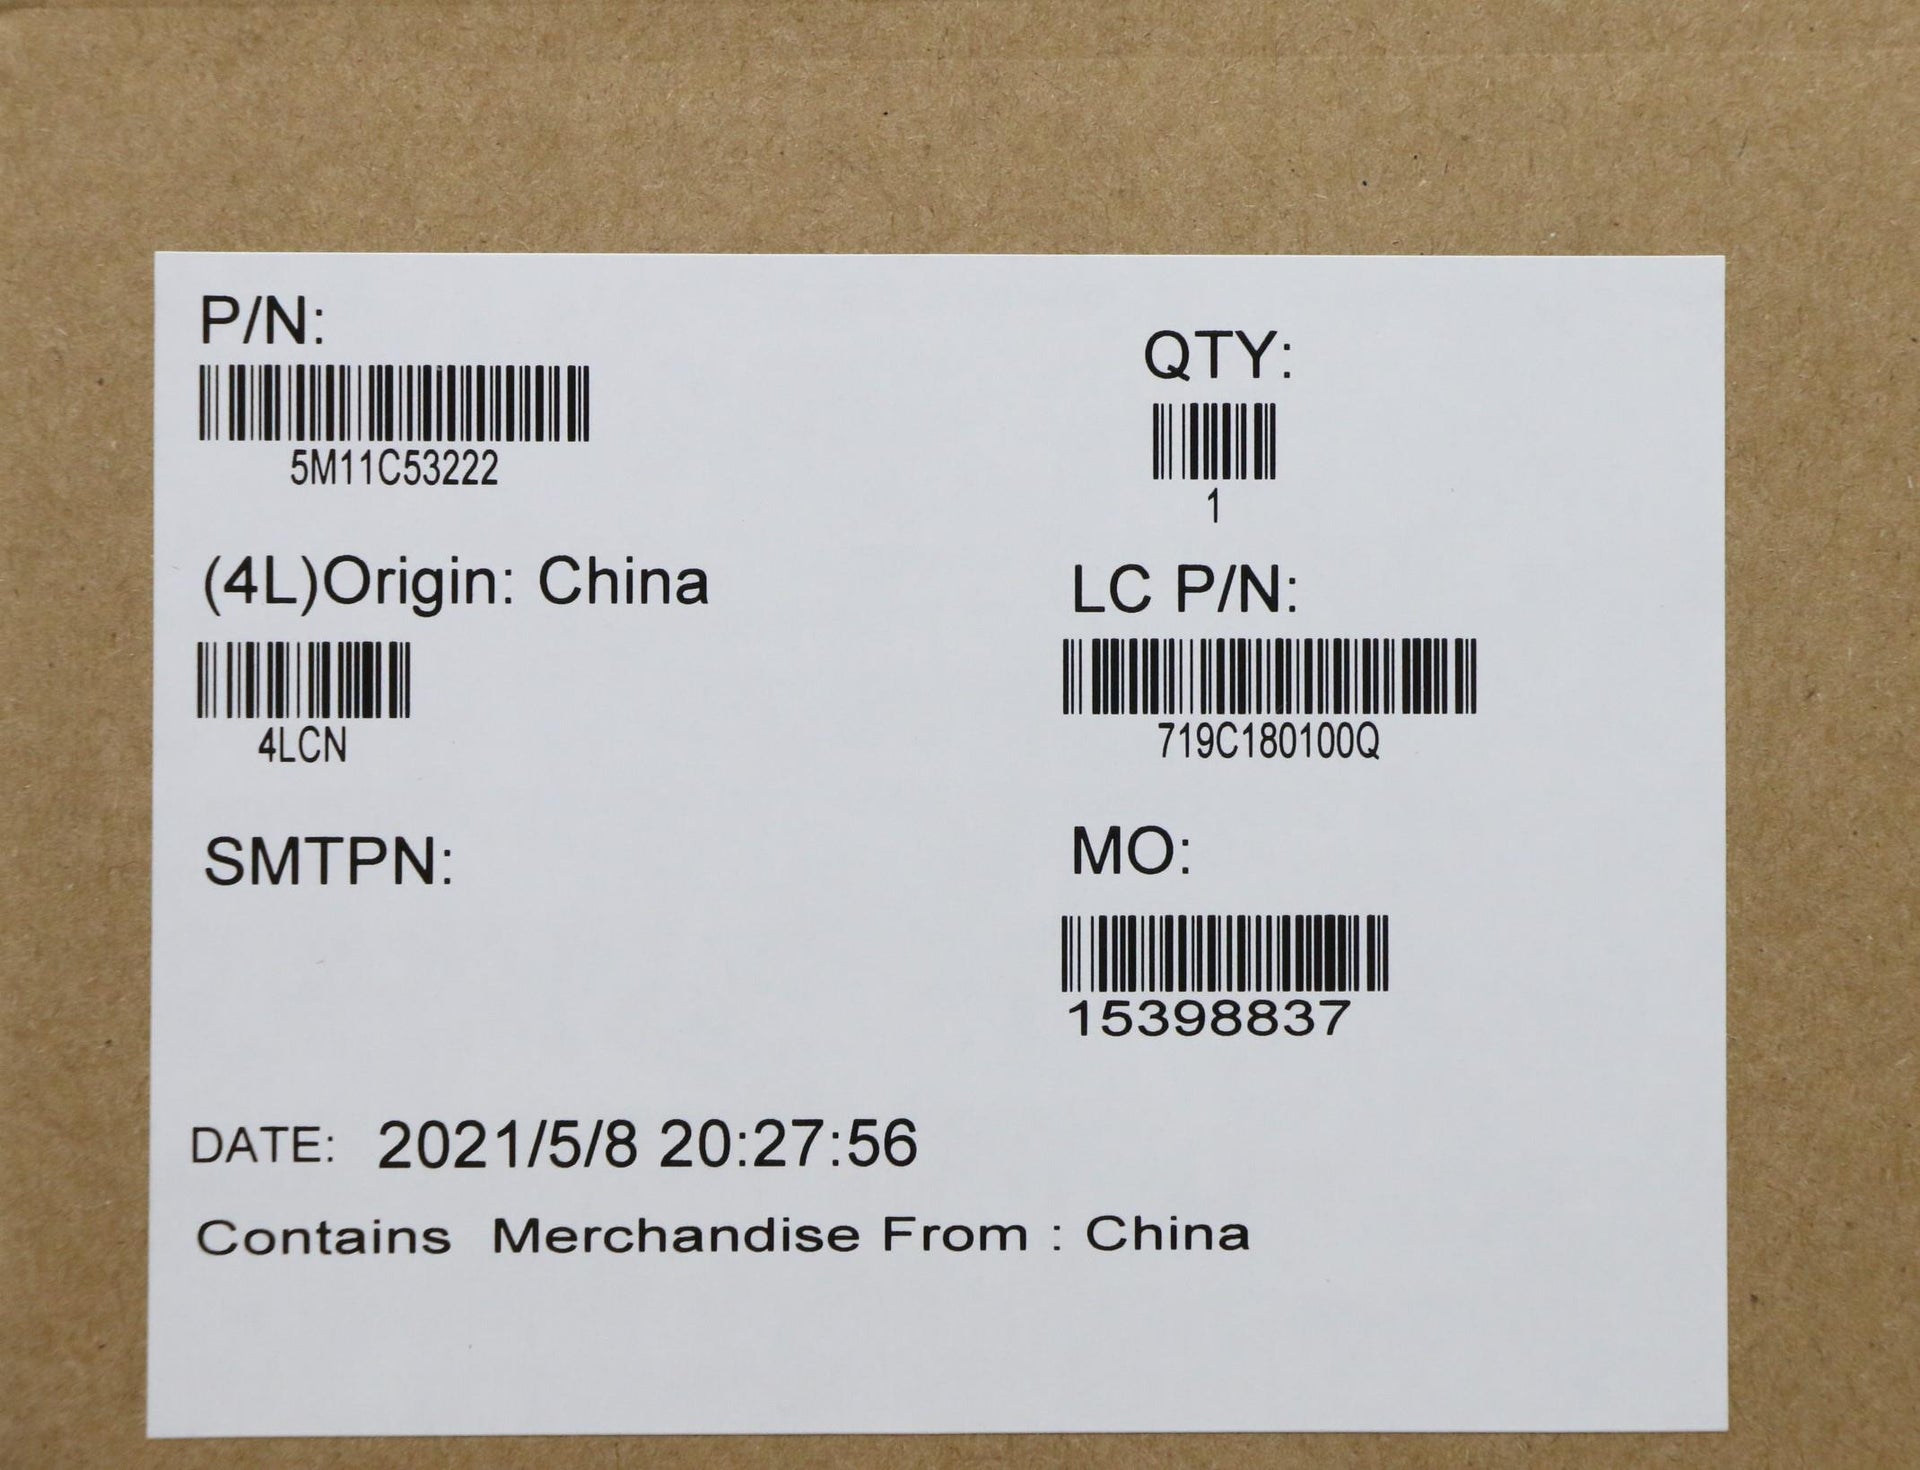 P/N:
5M11C53222
QTY:
1
(4L)Origin: China
4LCN
LC P/N:
719C180100Q
SMTPN:
MO:
15398837
DATE: 2021/5/8 20:27:56
Contains Merchandise From : China